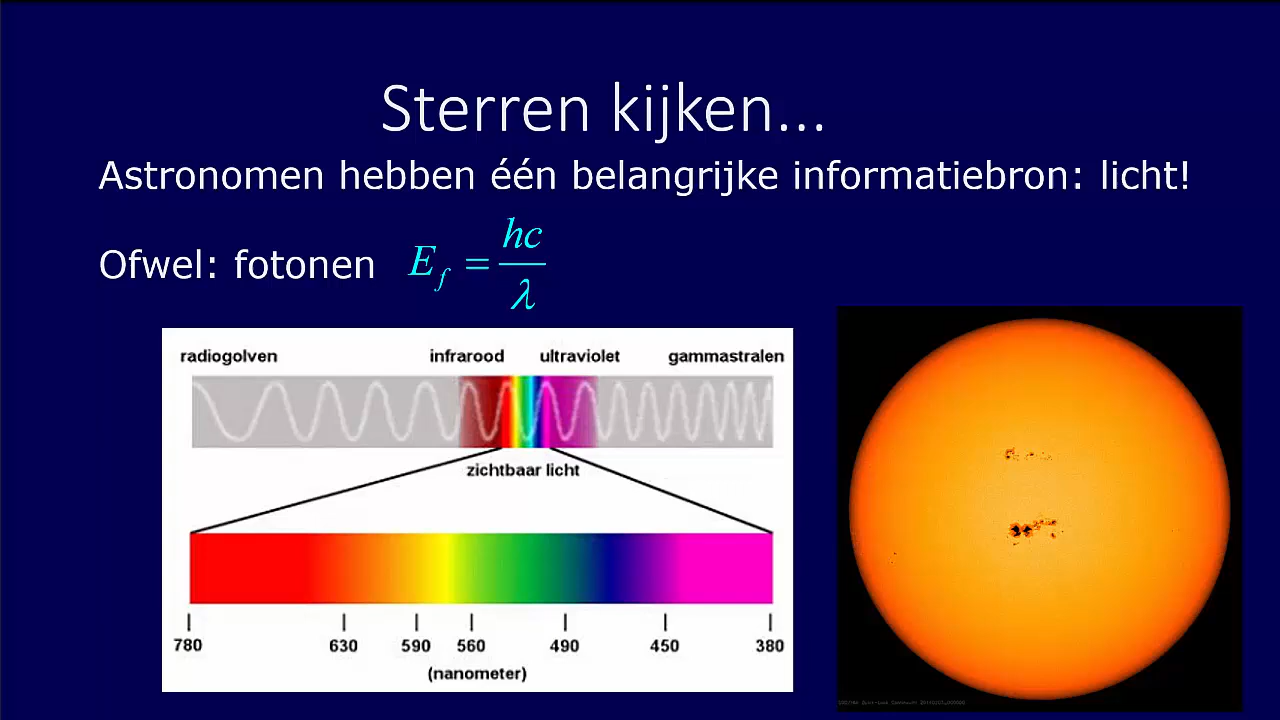 Sterren kijken...
Astronomen hebben één belangrijke informatiebron: licht!
Ofwel: fotonen E_f = hc/λ
radiogolven infrarood ultraviolet gammastralen
zichtbaar licht
780 630 590 560 490 450 380
(nanometer)